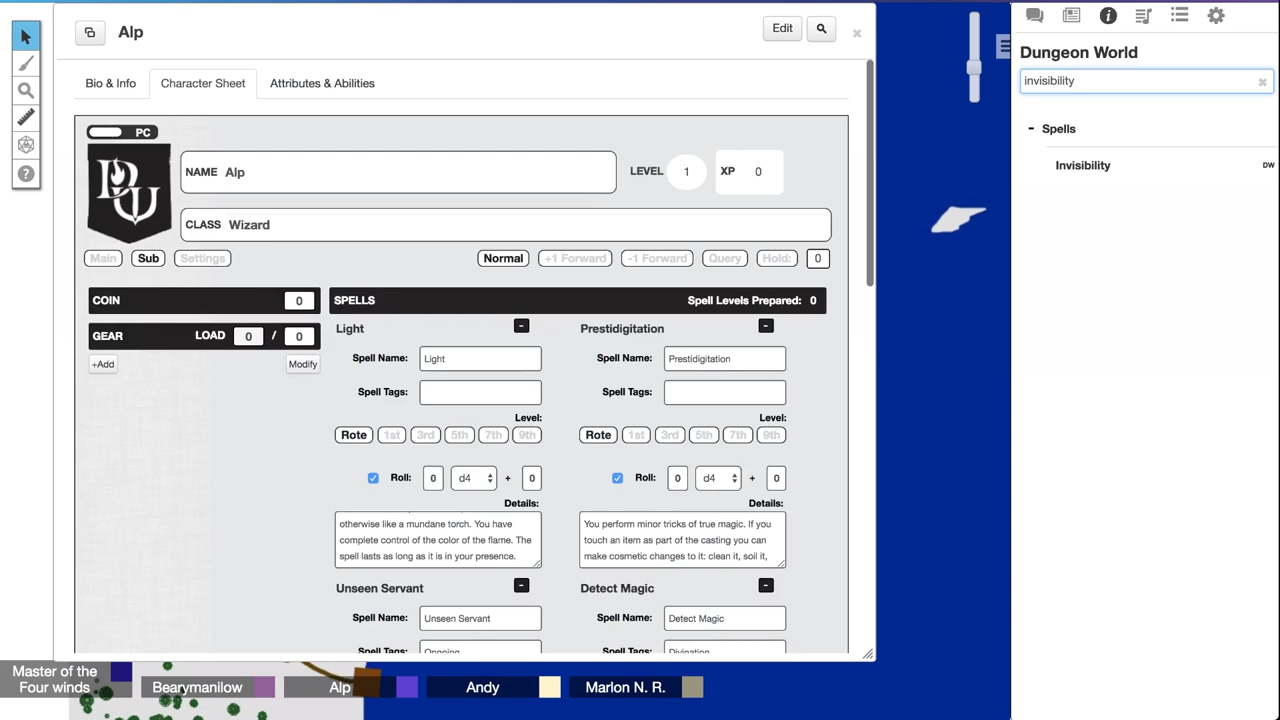 Alp
Edit
Bio & Info
Character Sheet
Attributes & Abilities
PC
DU
NAME Alp
LEVEL 1
XP 0
CLASS Wizard
Main Sub Settings
Normal +1 Forward -1 Forward Query Hold: 0
COIN 0
SPELLS Spell Levels Prepared: 0
GEAR LOAD 0 / 0
+Add Modify
Light - Prestidigitation -
Spell Name: Light
Spell Name: Prestidigitation
Spell Tags:
Spell Tags:
Level:
Level:
Rote 1st 3rd 5th 7th 9th
Rote 1st 3rd 5th 7th 9th
Roll: 0 d4 + 0
Roll: 0 d4 + 0
Details:
Details:
otherwise like a mundane torch. You have
complete control of the color of the flame. The
spell lasts as long as it is in your presence.
You perform minor tricks of true magic. If you
touch an item as part of the casting you can
make cosmetic changes to it: clean it, soil it,
Unseen Servant - Detect Magic -
Spell Name: Unseen Servant
Spell Name: Detect Magic
Spell Tags: Ongoing
Spell Tags: Divination
Master of the
Four winds
Bearymanilow
Alp
Andy
Marlon N. R.
Dungeon World
invisibility
- Spells
Invisibility DW